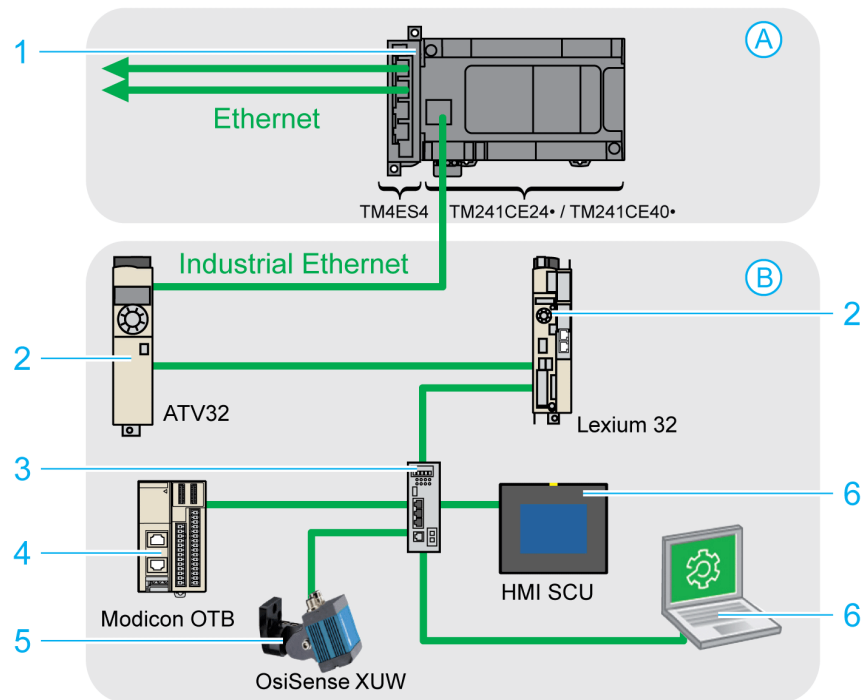 1
A
Ethernet
TM4ES4 TM241CE24• / TM241CE40•
Industrial Ethernet
B
2
2
ATV32
Lexium 32
3
6
4
HMI SCU
Modicon OTB
6
5
OsiSense XUW